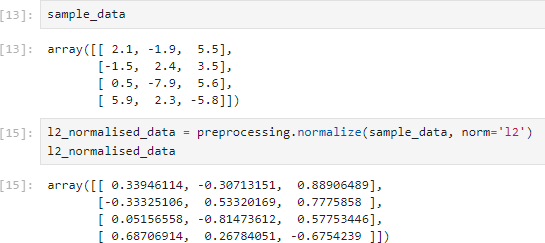 [13]: sample_data
[13]: array([[ 2.1, -1.9,  5.5],
       [-1.5,  2.4,  3.5],
       [ 0.5, -7.9,  5.6],
       [ 5.9,  2.3, -5.8]])
[15]: l2_normalised_data = preprocessing.normalize(sample_data, norm='l2')
l2_normalised_data
[15]: array([[ 0.33946114, -0.30713151,  0.88906489],
       [-0.33325106,  0.53320169,  0.7775858 ],
       [ 0.05156558, -0.81473612,  0.57753446],
       [ 0.68706914,  0.26784051, -0.6754239 ]])